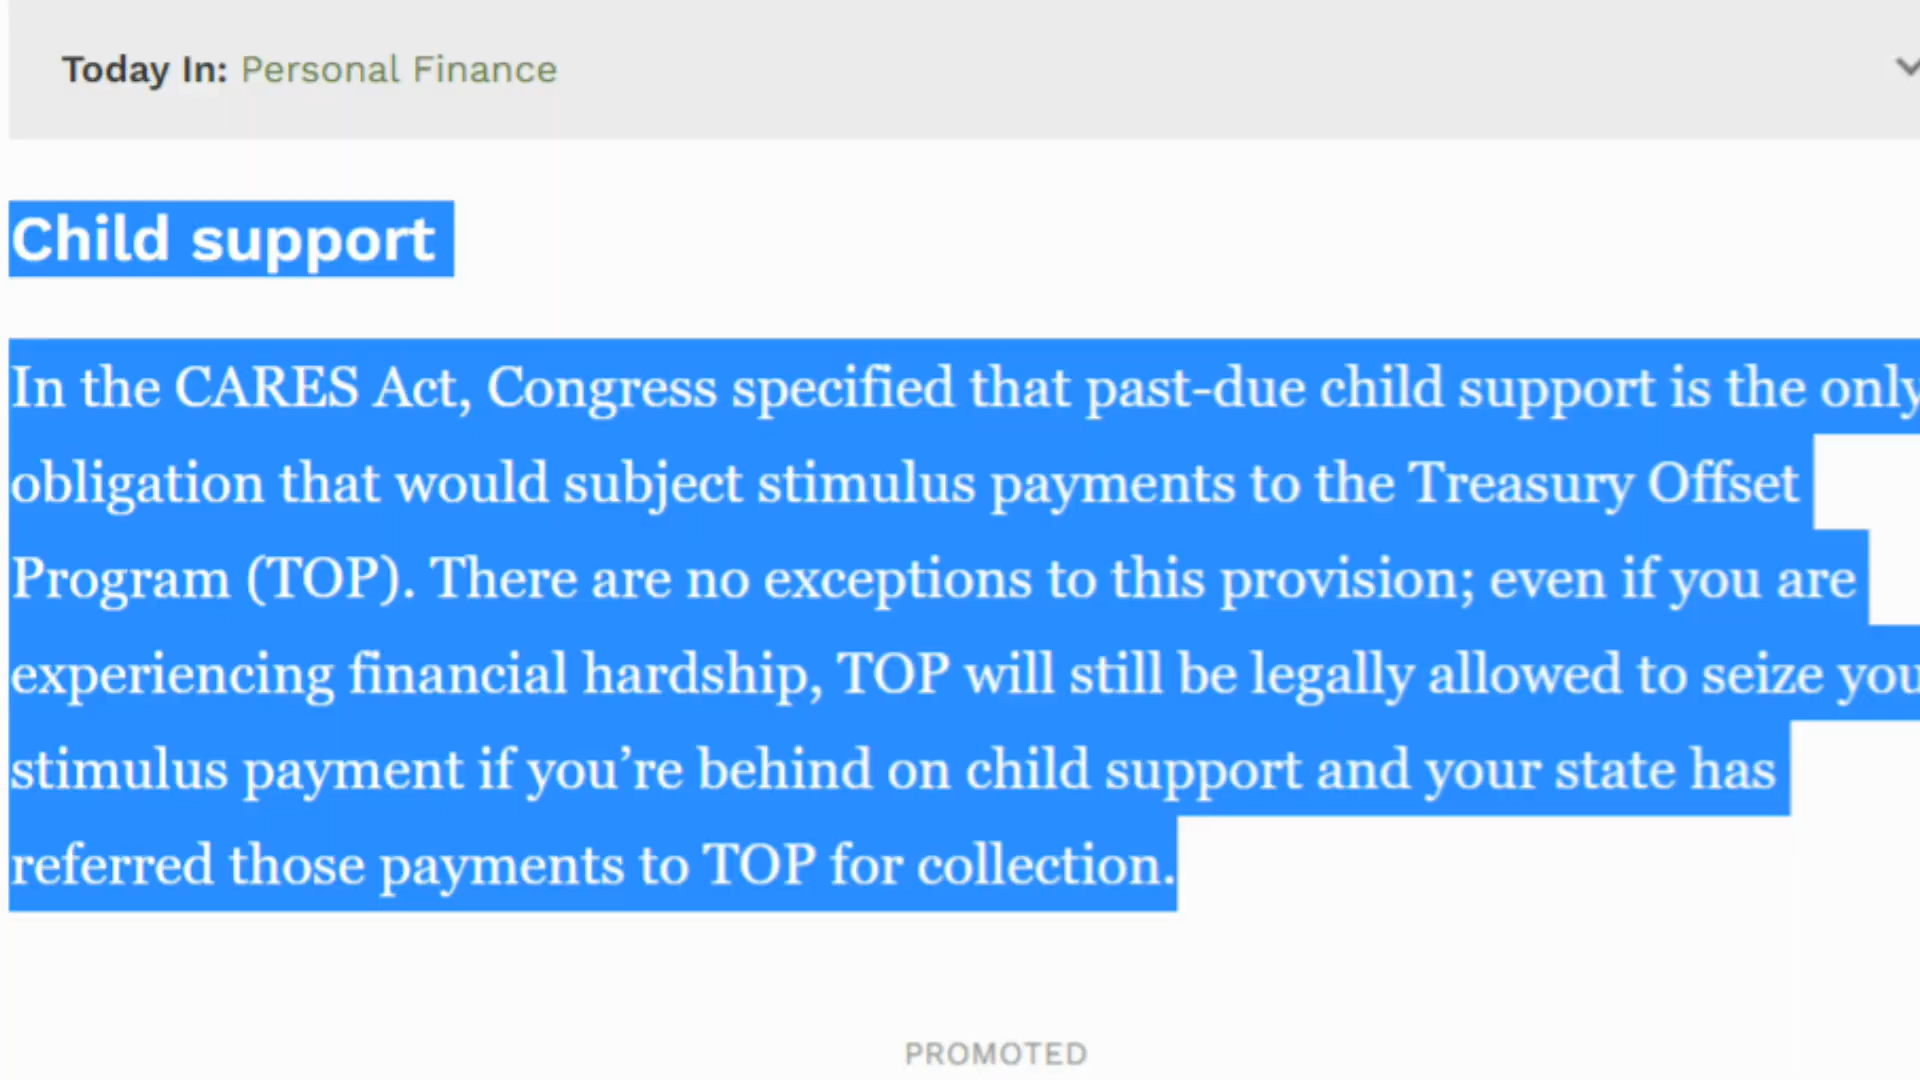 Today In: Personal Finance
Child support
In the CARES Act, Congress specified that past-due child support is the only
obligation that would subject stimulus payments to the Treasury Offset
Program (TOP). There are no exceptions to this provision; even if you are
experiencing financial hardship, TOP will still be legally allowed to seize you
stimulus payment if you’re behind on child support and your state has
referred those payments to TOP for collection.
PROMOTED